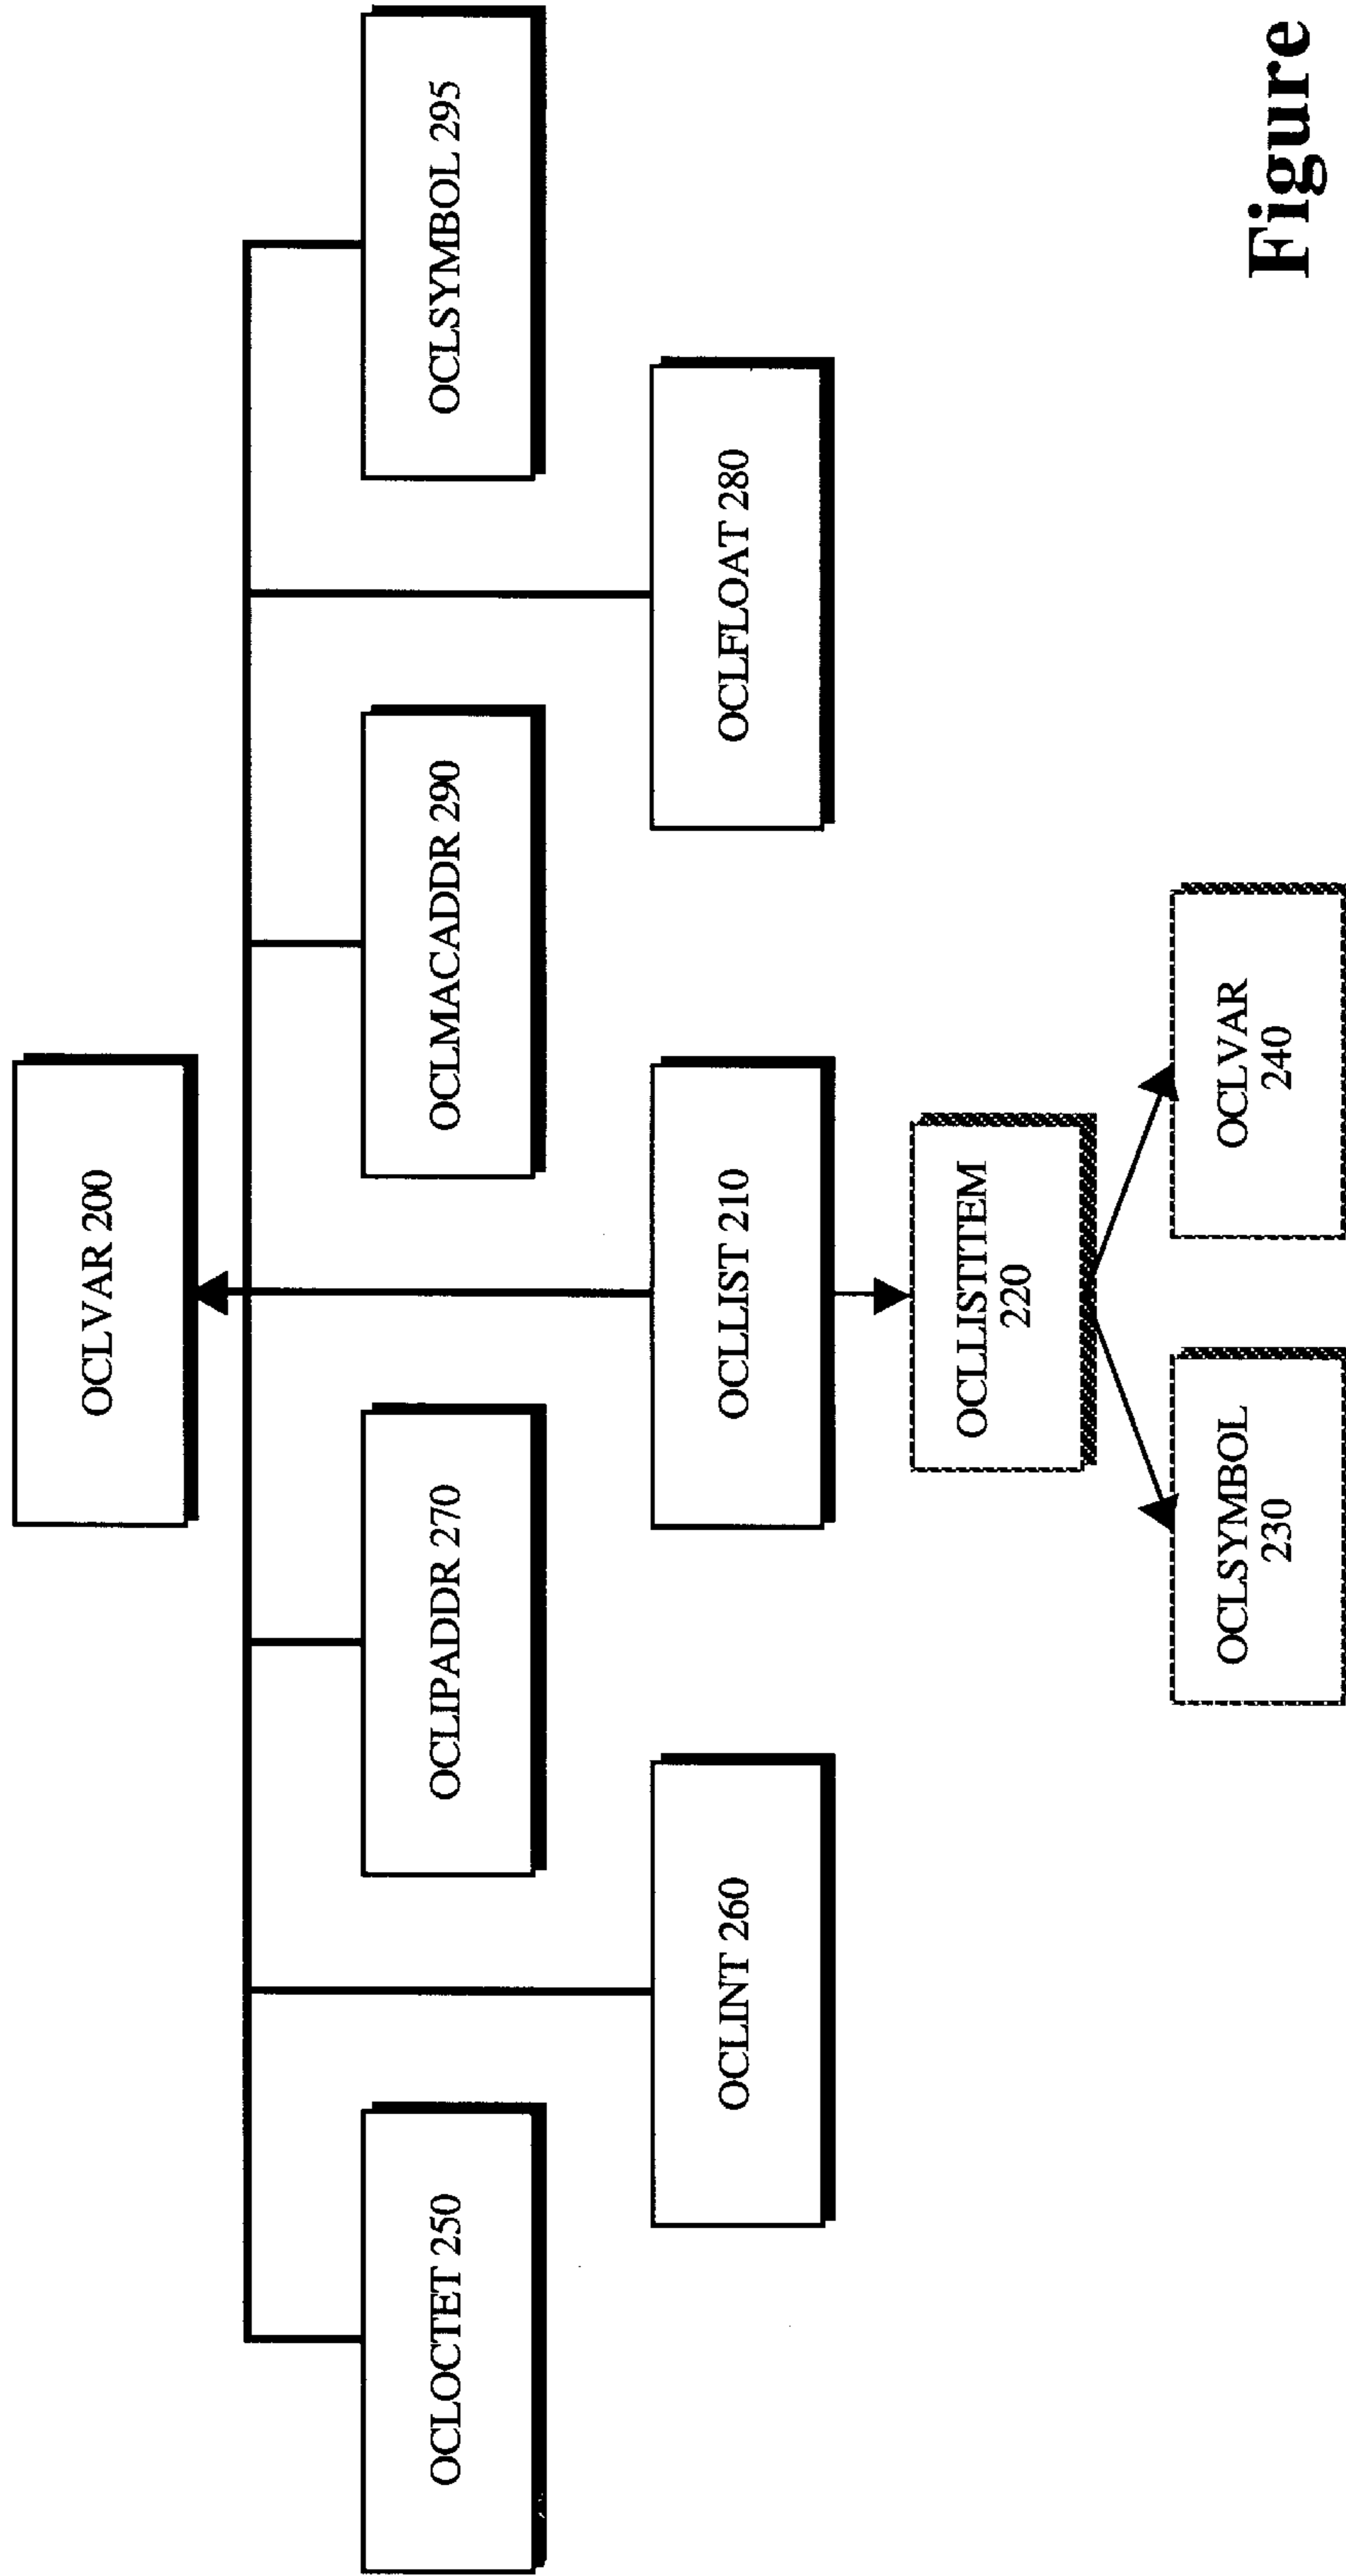 OCLVAR 200
OCLOCTET 250
OCLIPADDR 270
OCLMACADDR 290
OCLSYMBOL 295
OCLINT 260
OCLLIST 210
OCLFLOAT 280
OCLLISTITEM
220
OCLSYMBOL
230
OCLVAR
240
Figure